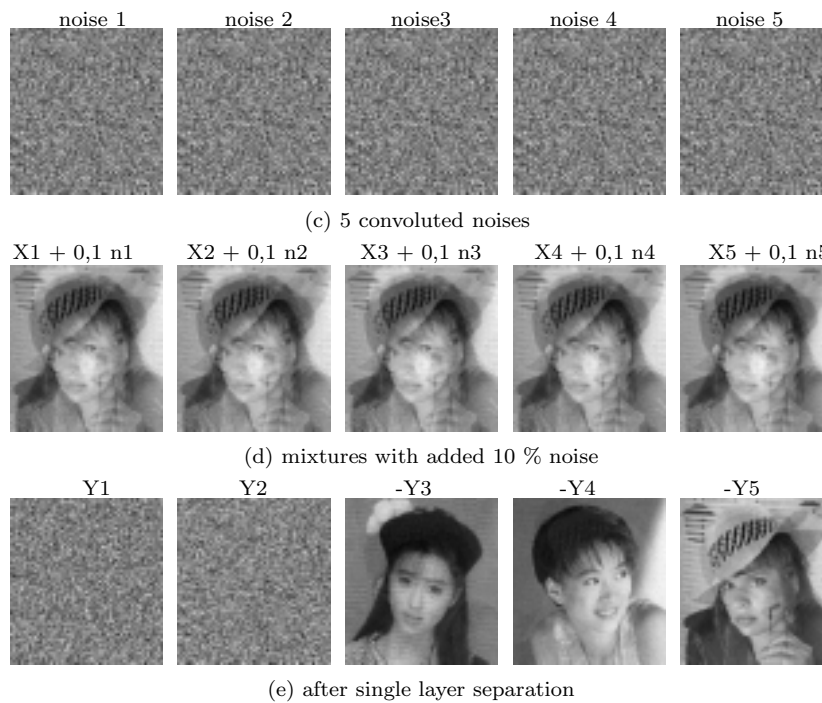 noise 1 noise 2 noise3 noise 4 noise 5
(c) 5 convoluted noises
X1 + 0,1 n1 X2 + 0,1 n2 X3 + 0,1 n3 X4 + 0,1 n4 X5 + 0,1 n5
(d) mixtures with added 10 % noise
Y1 Y2 -Y3 -Y4 -Y5
(e) after single layer separation